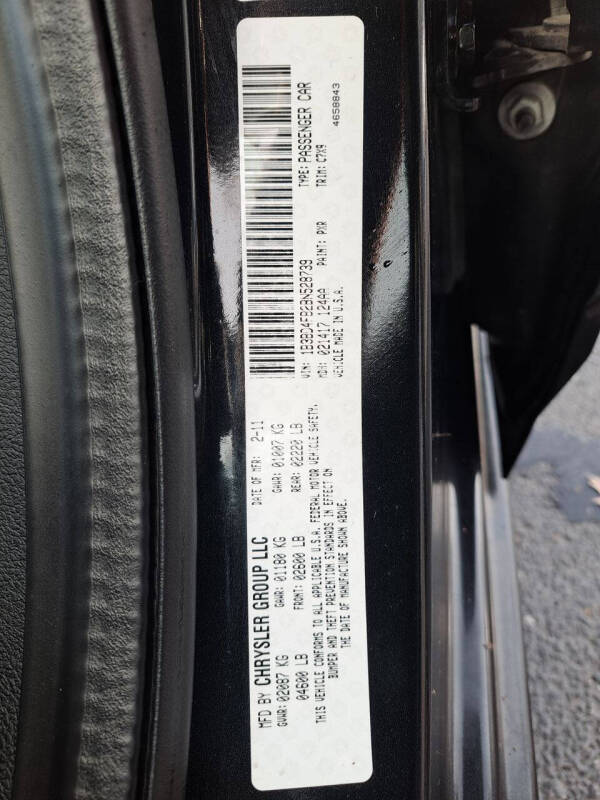 MFD BY CHRYSLER GROUP LLC DATE OF MFR: 2-11
GVWR: 02087 KG GAWR: 01180 KG GAWR: 01007 KG
04600 LB FRONT: 02600 LB REAR: 02220 LB
THIS VEHICLE CONFORMS TO ALL APPLICABLE U.S.A. FEDERAL MOTOR VEHICLE SAFETY,
BUMPER AND THEFT PREVENTION STANDARDS IN EFFECT ON
THE DATE OF MANUFACTURE SHOWN ABOVE.
VIN: 1B3BD4FB2BN528739 TYPE: PASSENGER CAR
MDH: 021417 124AA PAINT: PXR TRIM: C7X9
VEHICLE MADE IN U.S.A. 4658843